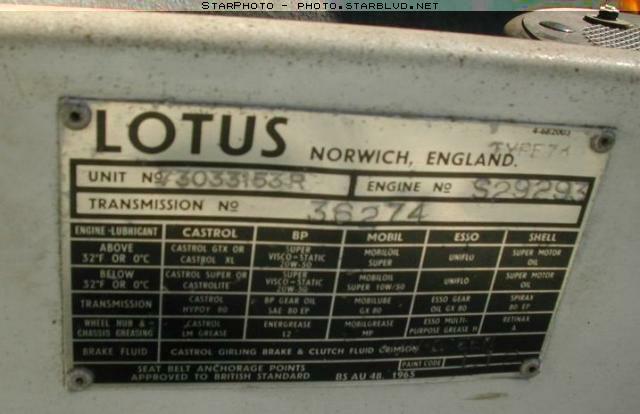 StarPhoto - photo.starblvd.net
LOTUS
4-682003
NORWICH, ENGLAND.
TYPE 74
UNIT No 73033153R
ENGINE No S29293
TRANSMISSION No 36274
ENGINE-LUBRICANT CASTROL BP MOBIL ESSO SHELL
ABOVE 32°F OR 0°C CASTROL GTX OR CASTROL XL SUPER VISCO-STATIC 20W-50 MOBILOIL SUPER UNIFLO SUPER MOTOR OIL
BELOW 32°F OR 0°C CASTROL SUPER OR CASTROLITE SUPER VISCO-STATIC 20W-50 MOBILOIL SUPER 10W/50 UNIFLO SUPER MOTOR OIL
TRANSMISSION CASTROL HYPOY 80 BP GEAR OIL SAE 80 EP MOBILUBE GX 80 ESSO GEAR OIL GX 80 SPIRAX 80 EP
WHEEL HUB & CHASSIS GREASING CASTROL LM GREASE ENERGREASE L2 MOBILGREASE MP ESSO MULTI-PURPOSE GREASE H RETINAX A
BRAKE FLUID CASTROL GIRLING BRAKE & CLUTCH FLUID CRIMSON
PAINT CODE
SEAT BELT ANCHORAGE POINTS
APPROVED TO BRITISH STANDARD BS AU 48. 1965